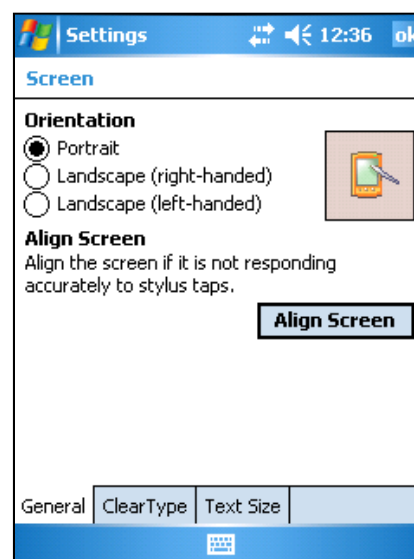 Settings 12:36 ok
Screen
Orientation
Portrait
Landscape (right-handed)
Landscape (left-handed)
Align Screen
Align the screen if it is not responding
accurately to stylus taps.
Align Screen
General ClearType Text Size